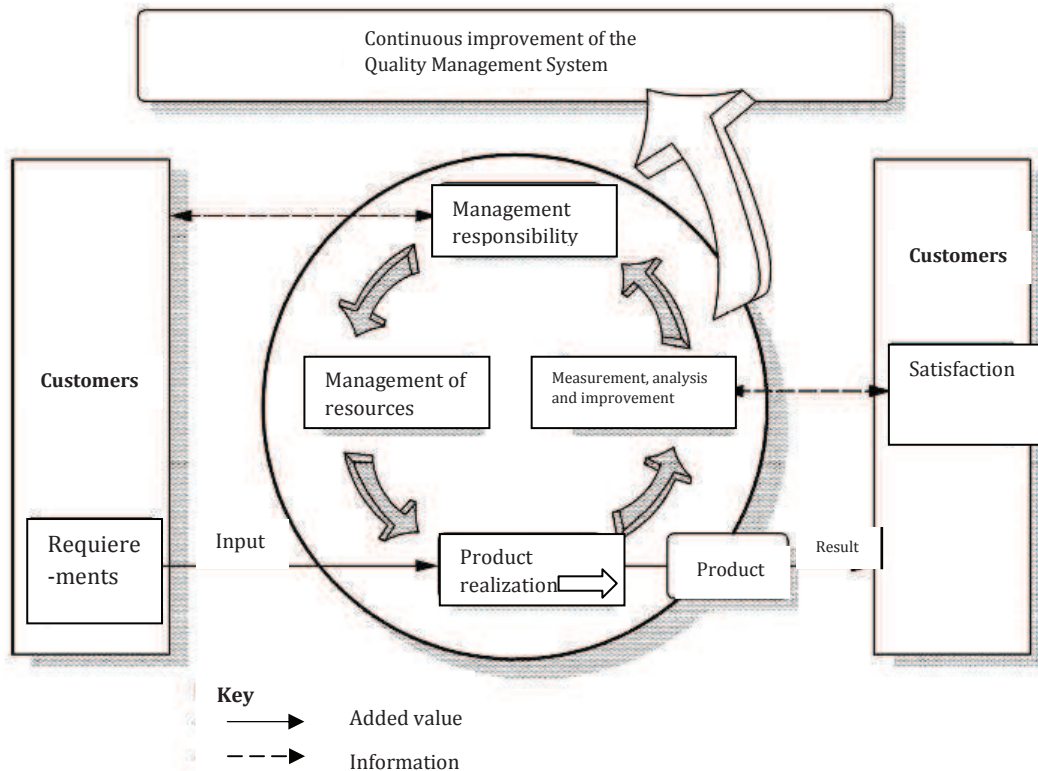 Continuous improvement of the
Quality Management System
Management
responsibility
Customers
Customers
Satisfaction
Management of
resources
Measurement, analysis
and improvement
Requiere
-ments
Input
Product
realization
Product
Result
Key
Added value
Information